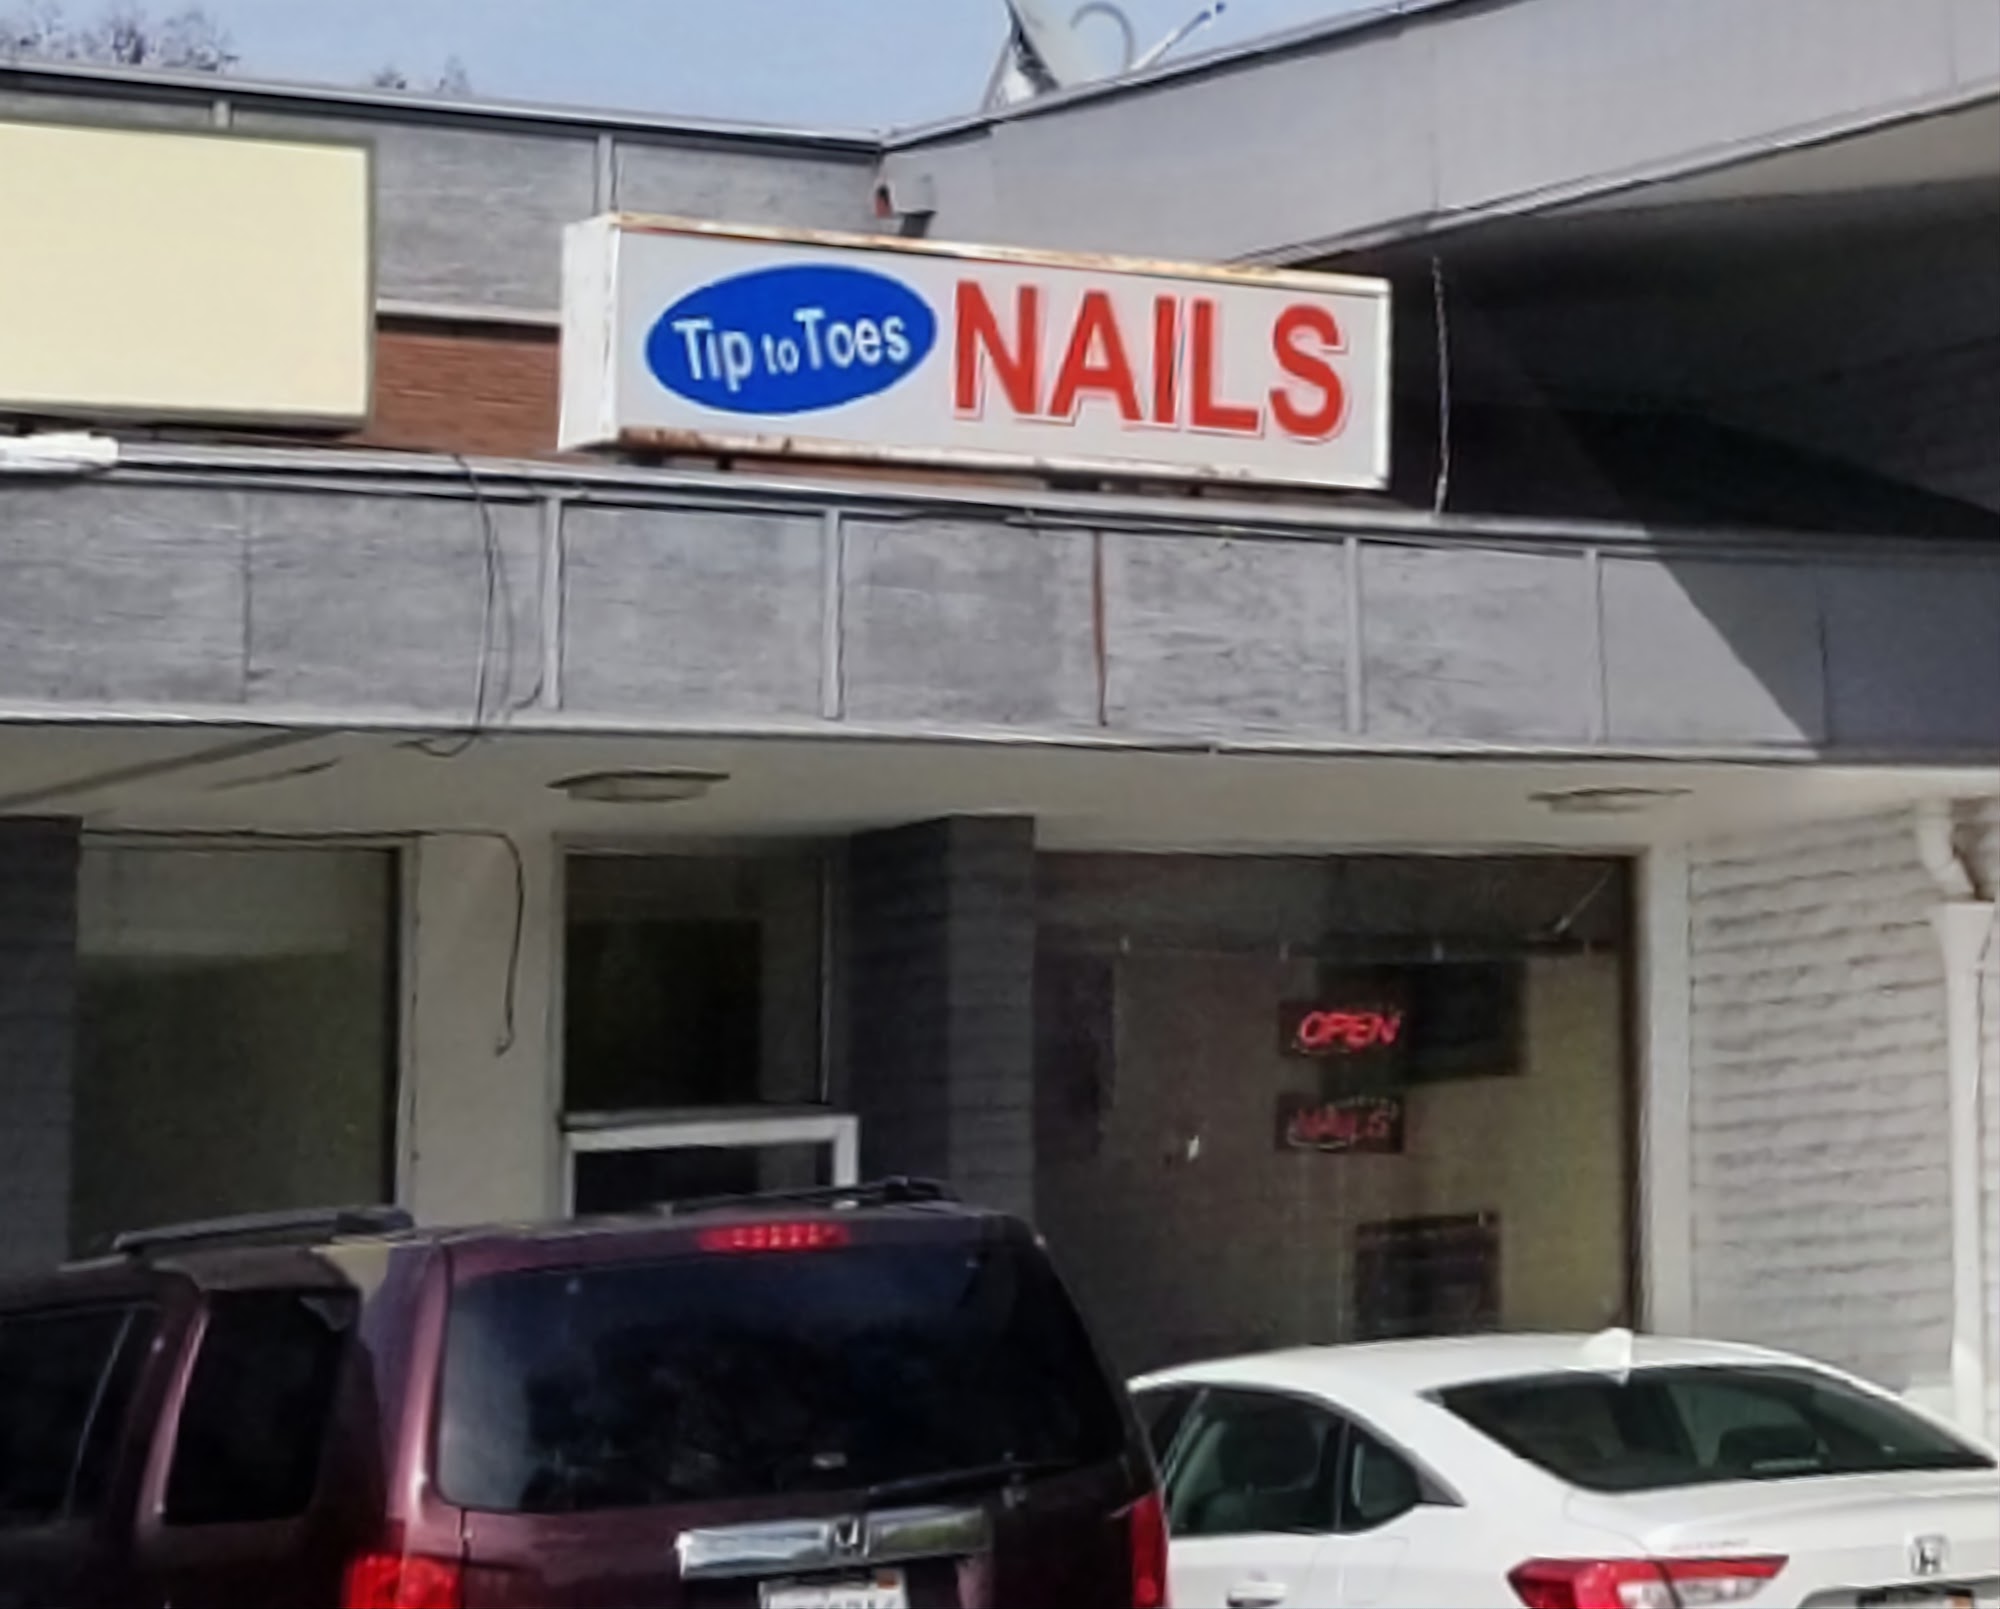 Tip to Toes NAILS
OPEN
NAILS